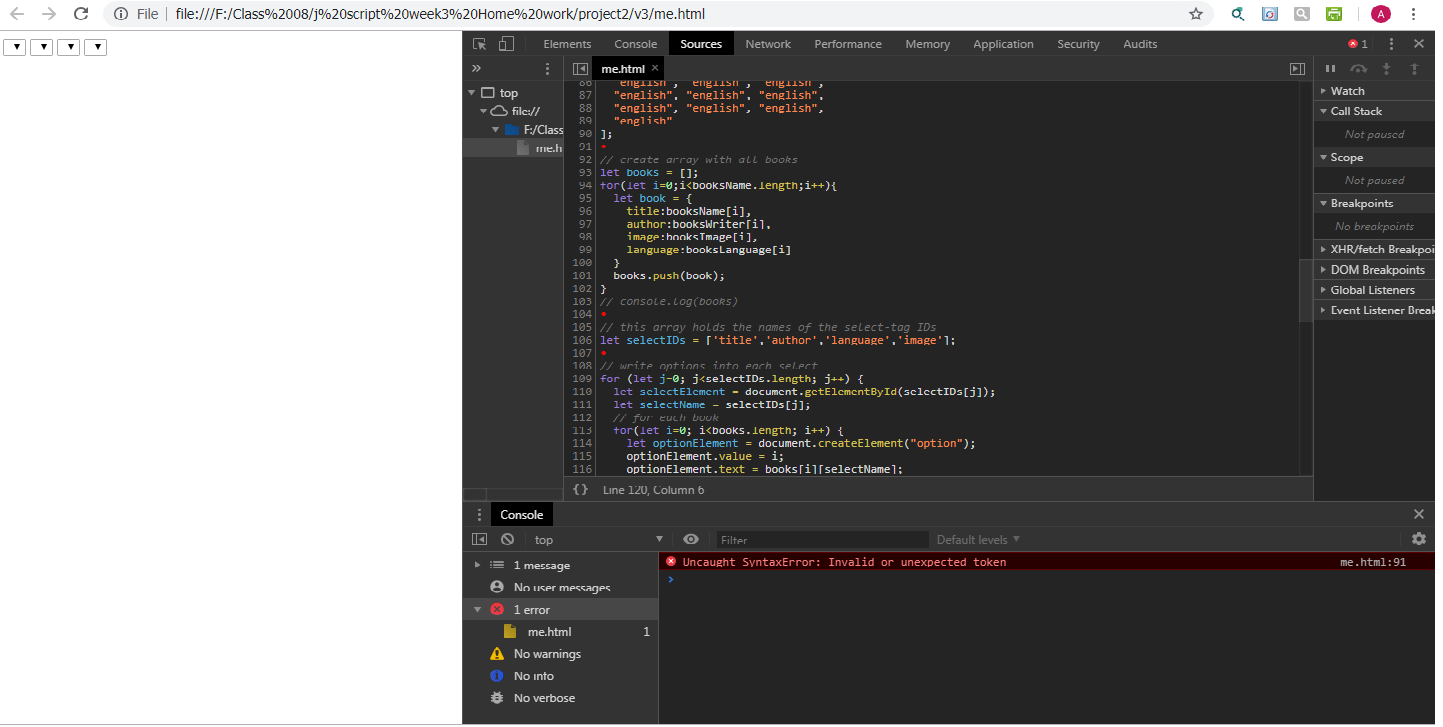 File file:///F:/Class%2008/j%20script%20week3%20Home%20work/project2/v3/me.html A
Elements Console Sources Network Performance Memory Application Security Audits 1
me.html
top
file://
F:/Class
me.h
86 "english", "english", "english",
87 "english", "english", "english",
88 "english", "english", "english",
89 "english"
90 ];
91
92 // create array with all books
93 let books = [];
94 for(let i=0;i<booksName.length;i++){
95 let book = {
96 title:booksName[i],
97 author:booksWriter[i],
98 image:booksImage[i],
99 language:booksLanguage[i]
100 }
101 books.push(book);
102 }
103 // console.log(books)
104
105 // this array holds the names of the select-tag IDs
106 let selectIDs = ['title','author','language','image'];
107
108 // write options into each select
109 for (let j=0; j<selectIDs.length; j++) {
110 let selectElement = document.getElementById(selectIDs[j]);
111 let selectName = selectIDs[j];
112 // for each book
113 for(let i=0; i<books.length; i++) {
114 let optionElement = document.createElement("option");
115 optionElement.value = i;
116 optionElement.text = books[i][selectName];
{} Line 120, Column 6
Watch
Call Stack
Not paused
Scope
Not paused
Breakpoints
No breakpoints
XHR/fetch Breakpoi
DOM Breakpoints
Global Listeners
Event Listener Break
Console
top Filter Default levels
1 message
No user messages
1 error
me.html 1
No warnings
No info
No verbose
Uncaught SyntaxError: Invalid or unexpected token me.html:91